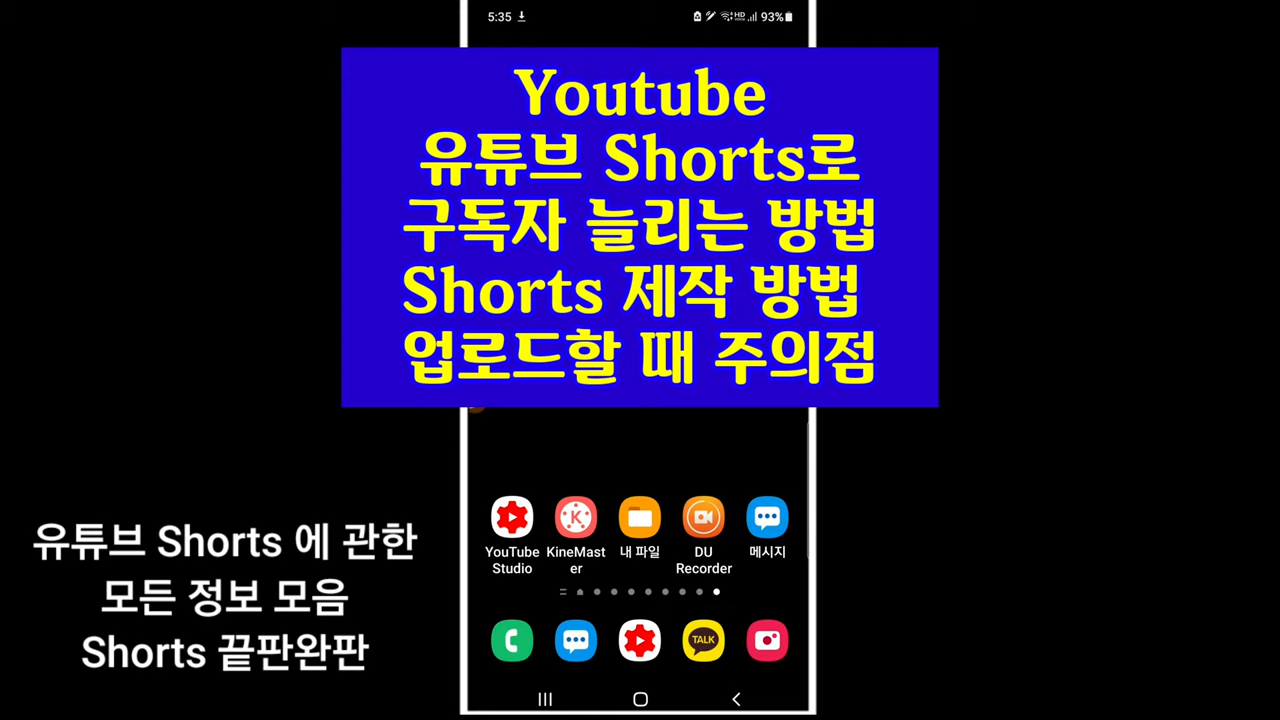 5:35
HD
93%
Youtube
유튜브 Shorts로
구독자 늘리는 방법
Shorts 제작 방법
업로드할 때 주의점
유튜브 Shorts 에 관한
모든 정보 모음
Shorts 끝판완판
YouTube
Studio
KineMast
er
내 파일
DU
Recorder
메시지
TALK